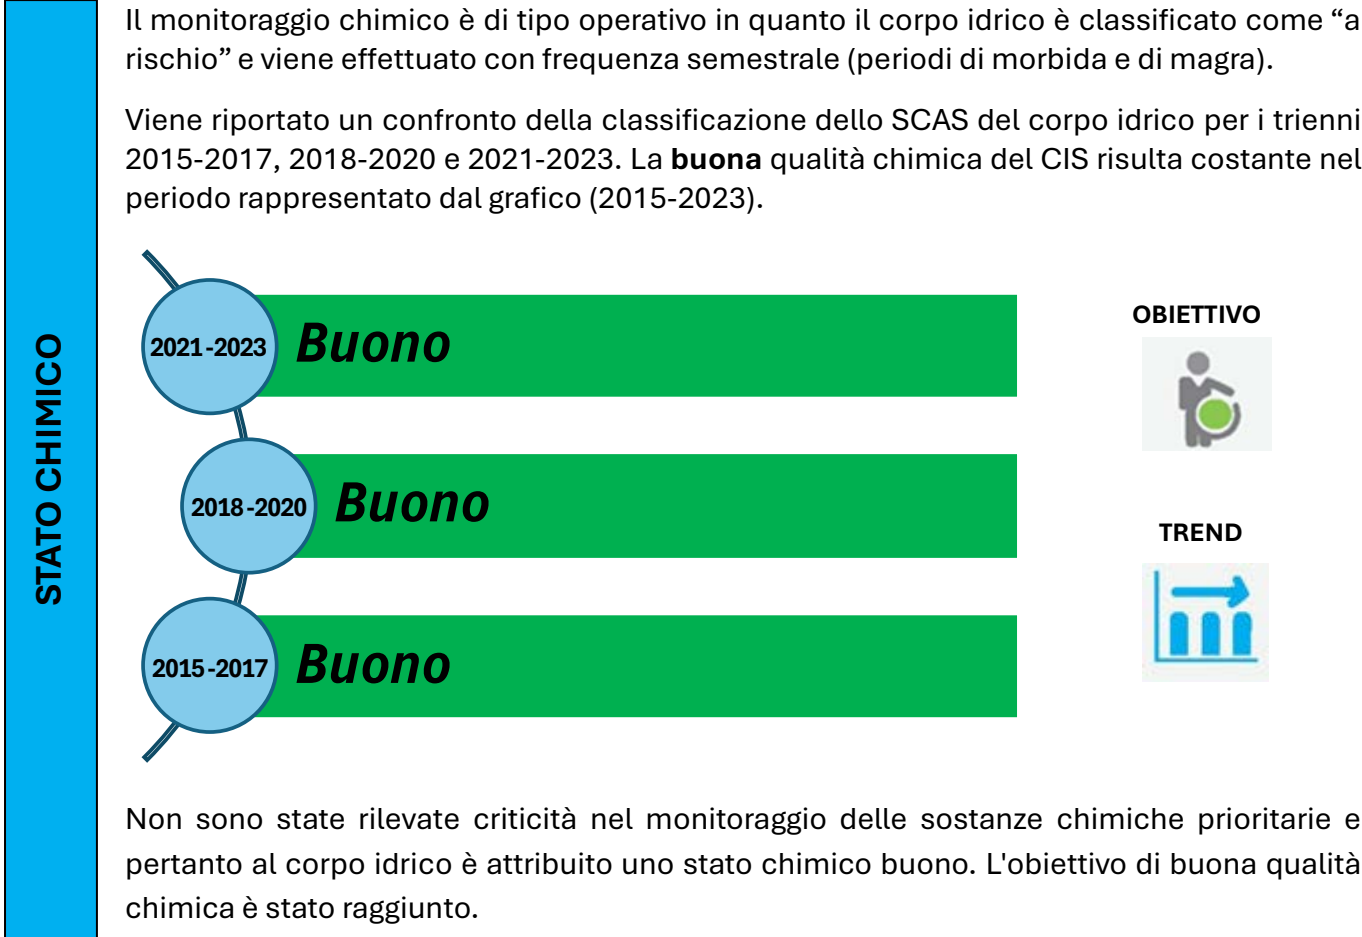 Il monitoraggio chimico è di tipo operativo in quanto il corpo idrico è classificato come “a
rischio” e viene effettuato con frequenza semestrale (periodi di morbida e di magra).
Viene riportato un confronto della classificazione dello SCAS del corpo idrico per i trienni
2015-2017, 2018-2020 e 2021-2023. La buona qualità chimica del CIS risulta costante nel
periodo rappresentato dal grafico (2015-2023).
STATO CHIMICO
2021-2023 Buono
OBIETTIVO
2018-2020 Buono
TREND
2015-2017 Buono
Non sono state rilevate criticità nel monitoraggio delle sostanze chimiche prioritarie e
pertanto al corpo idrico è attribuito uno stato chimico buono. L'obiettivo di buona qualità
chimica è stato raggiunto.